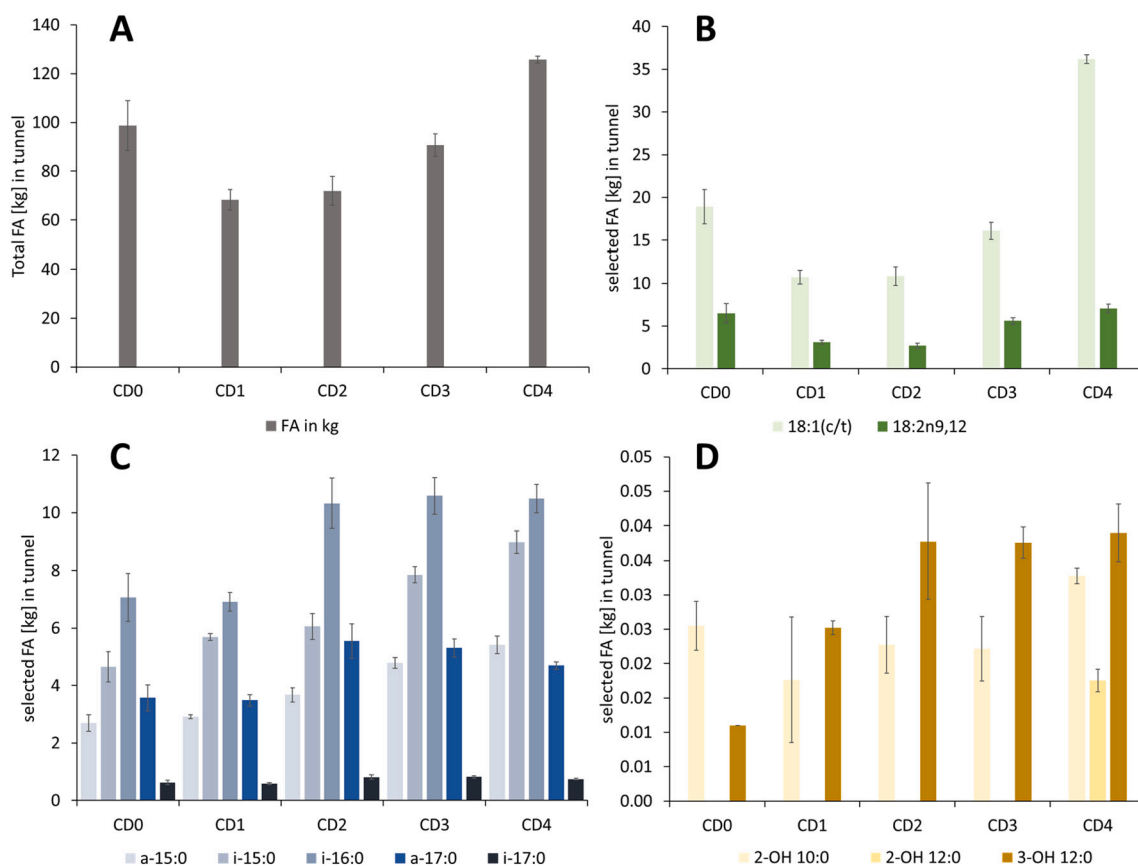 A
Total FA [kg] in tunnel
140
120
100
80
60
40
20
0
CD0 CD1 CD2 CD3 CD4
FA in kg
B
selected FA [kg] in tunnel
40
35
30
25
20
15
10
5
0
CD0 CD1 CD2 CD3 CD4
18:1(c/t) 18:2n9,12
C
selected FA [kg] in tunnel
12
10
8
6
4
2
0
CD0 CD1 CD2 CD3 CD4
a-15:0 i-15:0 i-16:0 a-17:0 i-17:0
D
selected FA [kg] in tunnel
0.05
0.05
0.04
0.04
0.03
0.03
0.02
0.02
0.01
0.01
0.00
CD0 CD1 CD2 CD3 CD4
2-OH 10:0 2-OH 12:0 3-OH 12:0